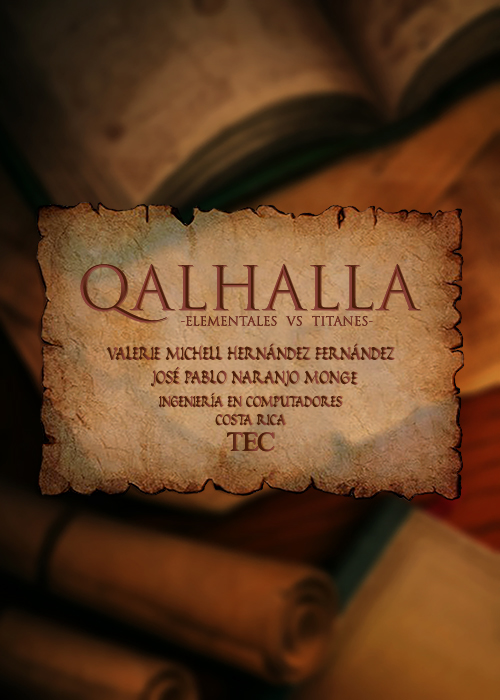 QALHALLA
-ELEMENTALES VS TITANES-
VALERIE MICHELL HERNÁNDEZ FERNÁNDEZ
JOSÉ PABLO NARANJO MONGE
INGENIERÍA EN COMPUTADORES
COSTA RICA
TEC